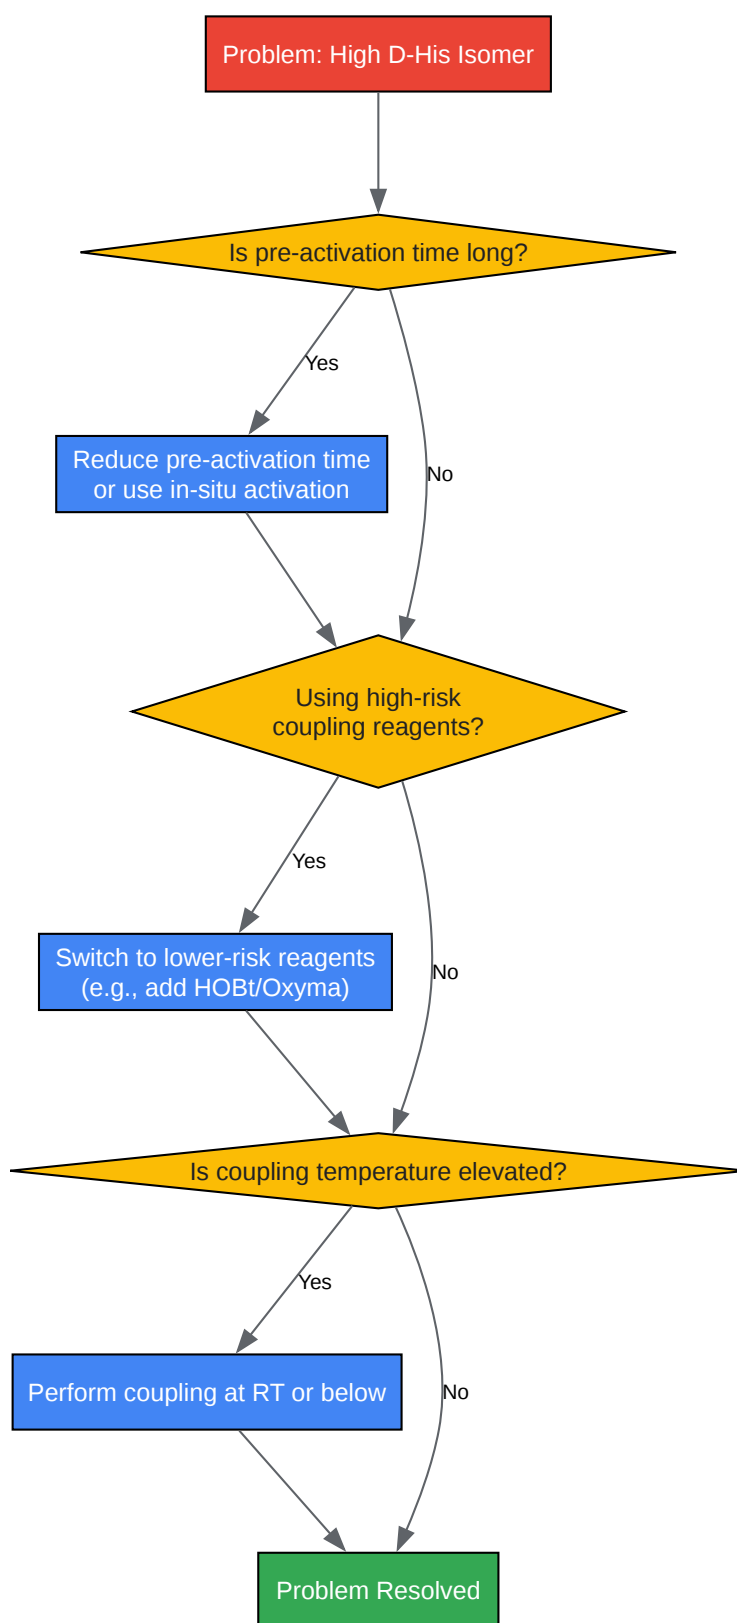 Problem: High D-His Isomer
Is pre-activation time long?
Yes
Reduce pre-activation time
or use in-situ activation
No
Using high-risk
coupling reagents?
Yes
Switch to lower-risk reagents
(e.g., add HOBt/Oxyma)
No
Is coupling temperature elevated?
Yes
Perform coupling at RT or below
No
Problem Resolved